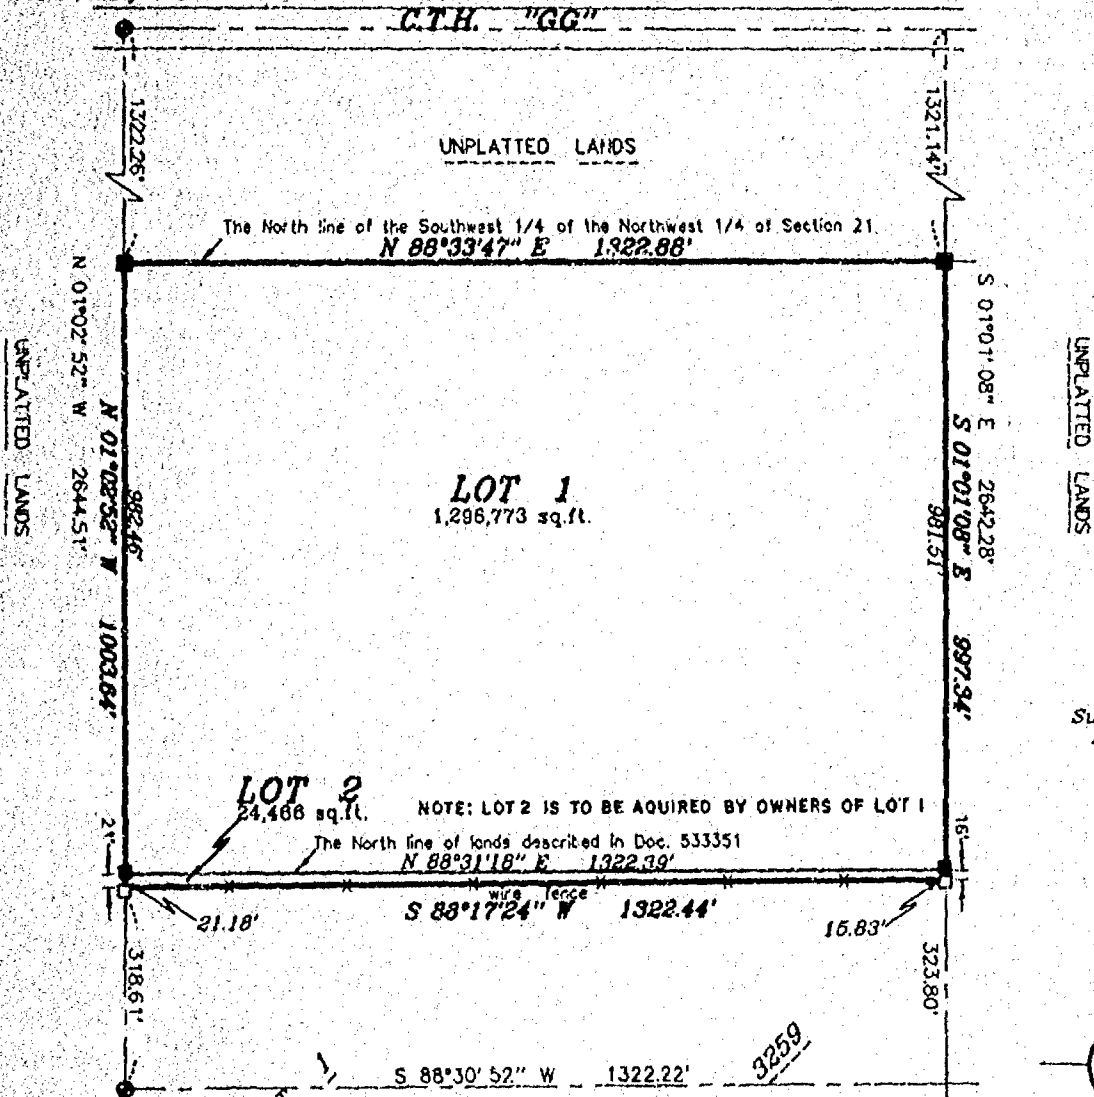 C.T.H. "GG"
1322.26'
1321.14'
UNPLATTED LANDS
The North line of the Southwest 1/4 of the Northwest 1/4 of Section 21.
N 88°33'47" E 1322.88'
N 01°02'52" W 2644.51'
S 01°01'08" E 2642.28'
UNPLATTED LANDS
UNPLATTED LANDS
N 01°02'52" W 1003.64'
982.46'
981.51'
S 01°01'08" E 997.34'
LOT 1
1,296,773 sq.ft.
LOT 2
24,466 sq.ft.
NOTE: LOT 2 IS TO BE AQUIRED BY OWNERS OF LOT 1
The North line of lands described in Doc. 533351
N 88°31'18" E 1322.39'
21'
16'
wire fence
S 88°17'24" W 1322.44'
21.18'
15.83'
318.61'
323.80'
1
3259
S 88°30'52" W 1322.22'